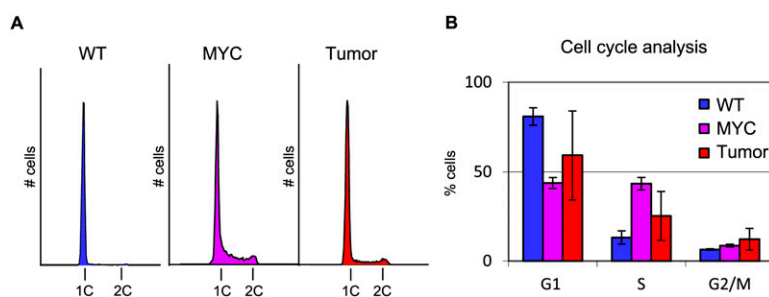 A
WT
MYC
Tumor
# cells
# cells
# cells
1C 2C
1C 2C
1C 2C
B
Cell cycle analysis
% cells
100
50
0
WT
MYC
Tumor
G1
S
G2/M